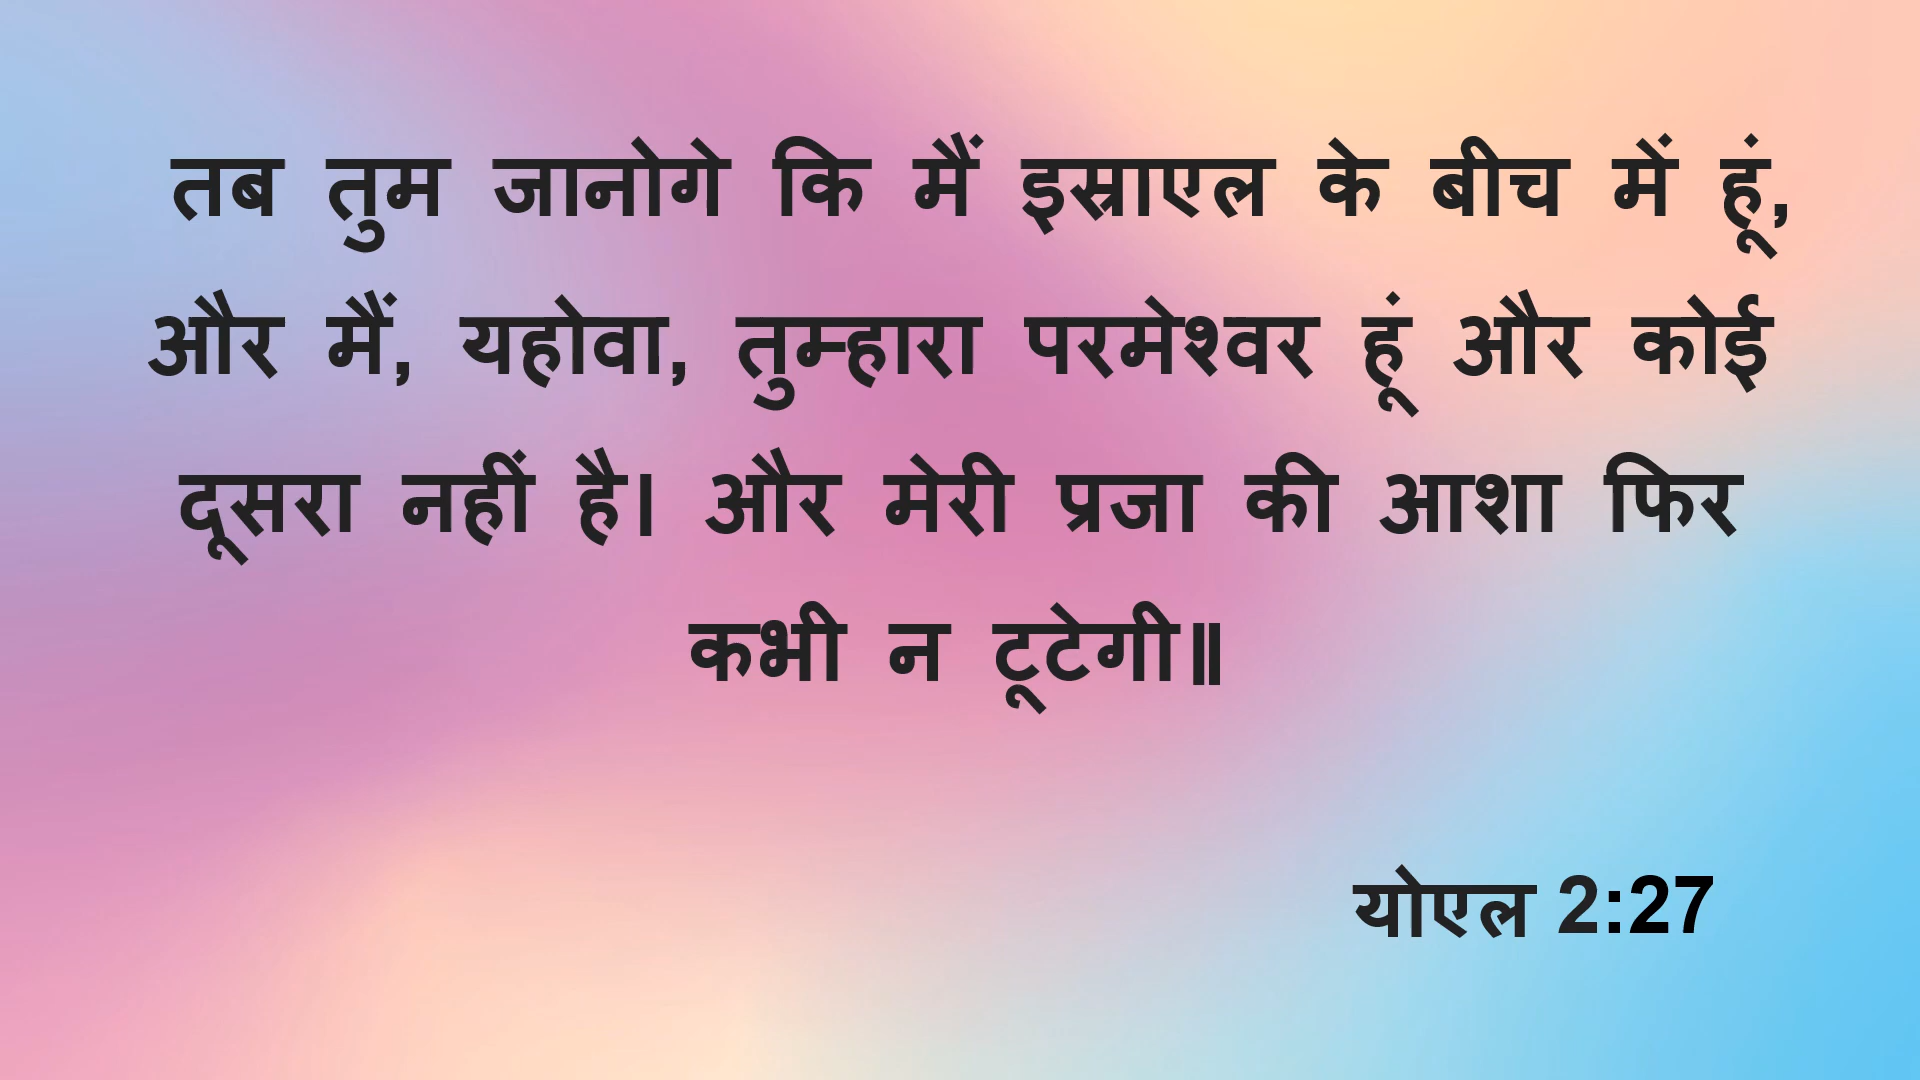 तब तुम जानोगे कि मैं इस्राएल के बीच में हूं,
और मैं, यहोवा, तुम्हारा परमेश्वर हूं और कोई
दूसरा नहीं है। और मेरी प्रजा की आशा फिर
कभी न टूटेगी॥
योएल 2:27